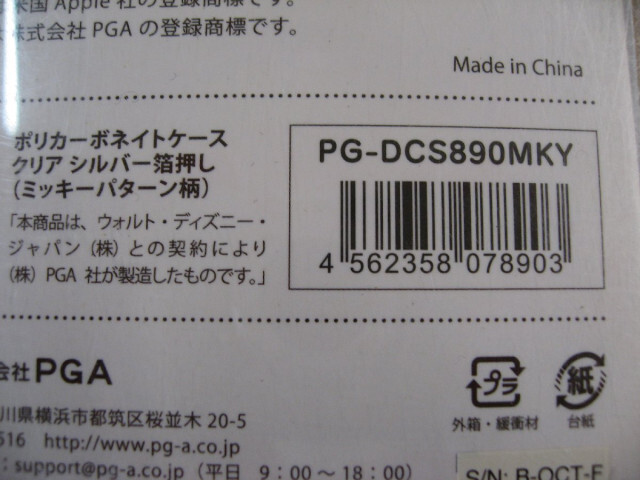 米国 Apple 社の登録商標です。
株式会社 PGA の登録商標です。
Made in China
ポリカーボネイトケース
クリア シルバー箔押し
(ミッキーパターン柄)
「本商品は、ウォルト・ディズニー・
ジャパン（株）との契約により
（株）PGA 社が製造したものです。」
PG-DCS890MKY
4 562358 078903
会社 PGA
川県横浜市都筑区桜並木 20-5
516 http://www.pg-a.co.jp
: support@pg-a.co.jp（平日 9：00～18：00）
プラ
外箱・緩衝材
紙
台紙
S/N: B-OCT-F